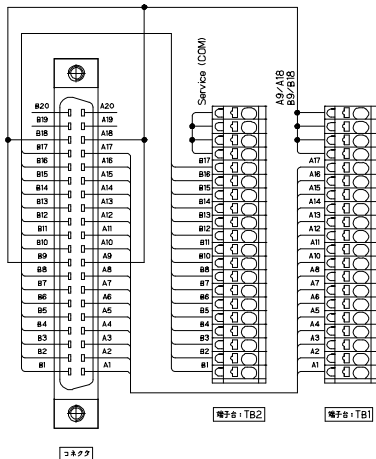 Service (COM)
A9/A18
B9/B18
B20
B19
B18
B17
B16
B15
B14
B13
B12
B11
B10
B9
B8
B7
B6
B5
B4
B3
B2
B1
A20
A19
A18
A17
A16
A15
A14
A13
A12
A11
A10
A9
A8
A7
A6
A5
A4
A3
A2
A1
B17
B16
B15
B14
B13
B12
B11
B10
B8
B7
B6
B5
B4
B3
B2
B1
A17
A16
A15
A14
A13
A12
A11
A10
A8
A7
A6
A5
A4
A3
A2
A1
端子台：TB2
端子台：TB1
コネクタ